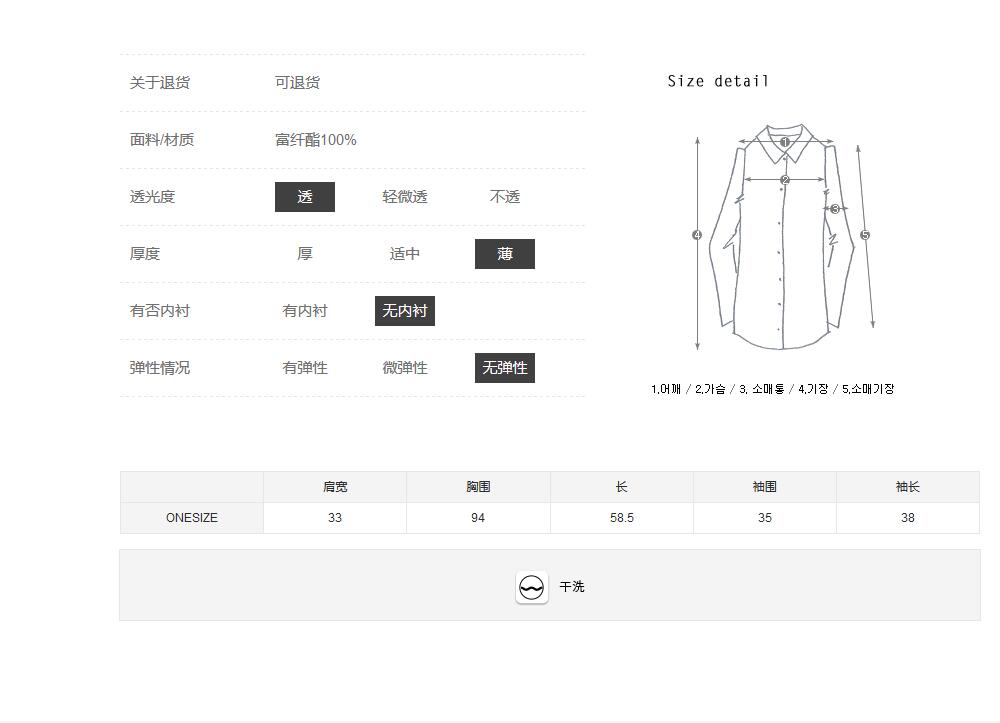 关于退货 可退货
面料/材质 富纤酯100%
透光度 透 轻微透 不透
厚度 厚 适中 薄
有否内衬 有内衬 无内衬
弹性情况 有弹性 微弹性 无弹性
Size detail
1
2
3
4
5
1.어깨 / 2.가슴 / 3. 소매통 / 4.기장 / 5.소매기장
肩宽 胸围 长 袖围 袖长
ONESIZE 33 94 58.5 35 38
干洗